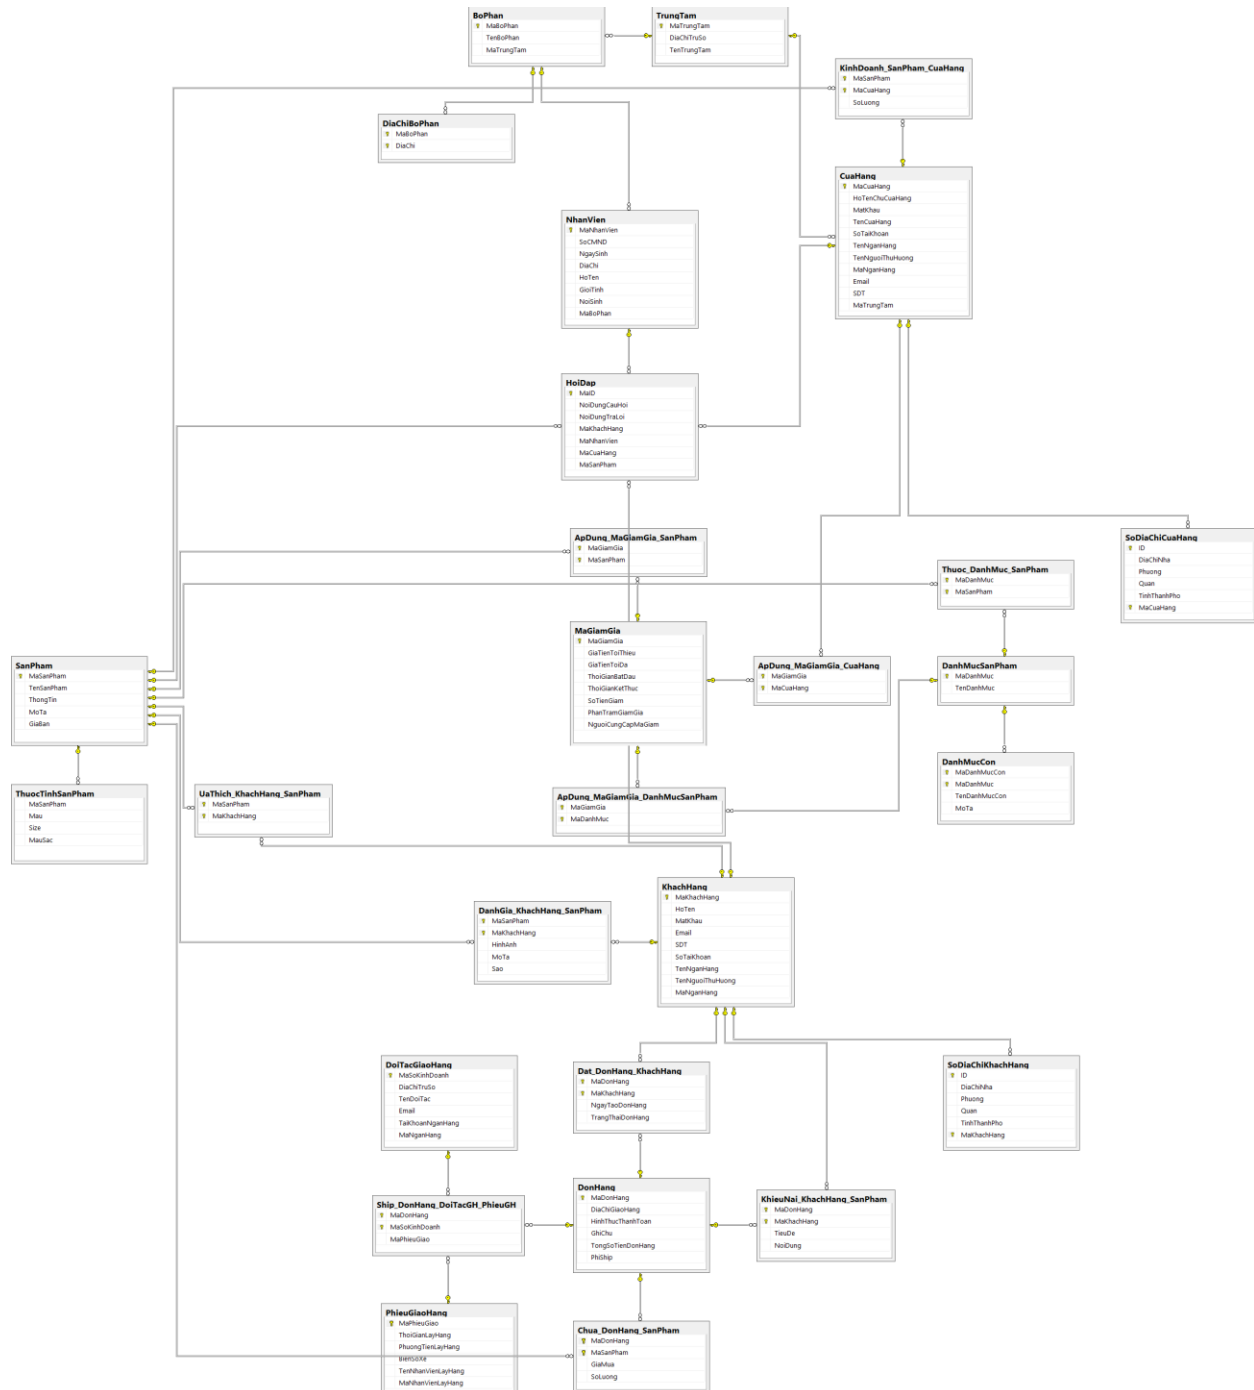 BoPhan
MaBoPhan
TenBoPhan
MaTrungTam
TrungTam
MaTrungTam
DiaChiTruSo
TenTrungTam
KinhDoanh_SanPham_CuaHang
MaSanPham
MaCuaHang
SoLuong
DiaChiBoPhan
MaBoPhan
DiaChi
CuaHang
MaCuaHang
HoTenChuCuaHang
MatKhau
TenCuaHang
SoTaiKhoan
TenNganHang
TenNguoiThuHuong
MaNganHang
Email
SDT
MaTrungTam
NhanVien
MaNhanVien
SoCMND
NgaySinh
DiaChi
HoTen
GioiTinh
NoiSinh
MaBoPhan
HoiDap
MaID
NoiDungCauHoi
NoiDungTraLoi
MaKhachHang
MaNhanVien
MaCuaHang
MaSanPham
ApDung_MaGiamGia_SanPham
MaGiamGia
MaSanPham
SoDiaChiCuaHang
ID
DiaChiNha
Phuong
Quan
TinhThanhPho
MaCuaHang
Thuoc_DanhMuc_SanPham
MaDanhMuc
MaSanPham
MaGiamGia
MaGiamGia
GiaTienToiThieu
GiaTienToiDa
ThoiGianBatDau
ThoiGianKetThuc
SoTienGiam
PhanTramGiamGia
NguoiCungCapMaGiam
SanPham
MaSanPham
TenSanPham
ThongTin
MoTa
GiaBan
ApDung_MaGiamGia_CuaHang
MaGiamGia
MaCuaHang
DanhMucSanPham
MaDanhMuc
TenDanhMuc
DanhMucCon
MaDanhMucCon
MaDanhMuc
TenDanhMucCon
MoTa
ThuocTinhSanPham
MaSanPham
Mau
Size
MauSac
UaThich_KhachHang_SanPham
MaSanPham
MaKhachHang
ApDung_MaGiamGia_DanhMucSanPham
MaGiamGia
MaDanhMuc
KhachHang
MaKhachHang
HoTen
MatKhau
Email
SDT
SoTaiKhoan
TenNganHang
TenNguoiThuHuong
MaNganHang
DanhGia_KhachHang_SanPham
MaSanPham
MaKhachHang
HinhAnh
MoTa
Sao
DoiTacGiaoHang
MaSoKinhDoanh
DiaChiTruSo
TenDoiTac
Email
TaiKhoanNganHang
MaNganHang
Dat_DonHang_KhachHang
MaDonHang
MaKhachHang
NgayTaoDonHang
TrangThaiDonHang
SoDiaChiKhachHang
ID
DiaChiNha
Phuong
Quan
TinhThanhPho
MaKhachHang
DonHang
MaDonHang
DiaChiGiaoHang
HinhThucThanhToan
GhiChu
TongSoTienDonHang
PhiShip
KhieuNai_KhachHang_SanPham
MaDonHang
MaKhachHang
TieuDe
NoiDung
Ship_DonHang_DoiTacGH_PhieuGH
MaDonHang
MaSoKinhDoanh
MaPhieuGiao
PhieuGiaoHang
MaPhieuGiao
ThoiGianLayHang
PhuongTienLayHang
BienSoXe
TenNhanVienLayHang
MaNhanVienLayHang
Chua_DonHang_SanPham
MaDonHang
MaSanPham
GiaMua
SoLuong